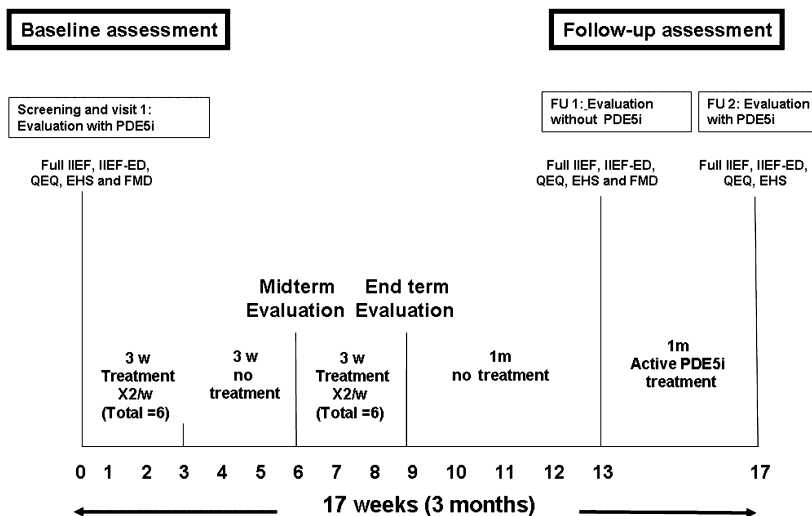 Baseline assessment
Follow-up assessment
Screening and visit 1:
Evaluation with PDE5i
FU 1: Evaluation
without PDE5i
FU 2: Evaluation
with PDE5i
Full IIEF, IIEF-ED,
QEQ, EHS and FMD
Full IIEF, IIEF-ED,
QEQ, EHS and FMD
Full IIEF, IIEF-ED,
QEQ, EHS
Midterm
Evaluation
End term
Evaluation
3 w
Treatment
X2/w
(Total =6)
3 w
no
treatment
3 w
Treatment
X2/w
(Total =6)
1m
no treatment
1m
Active PDE5i
treatment
0 1 2 3 4 5 6 7 8 9 10 11 12 13 17
17 weeks (3 months)